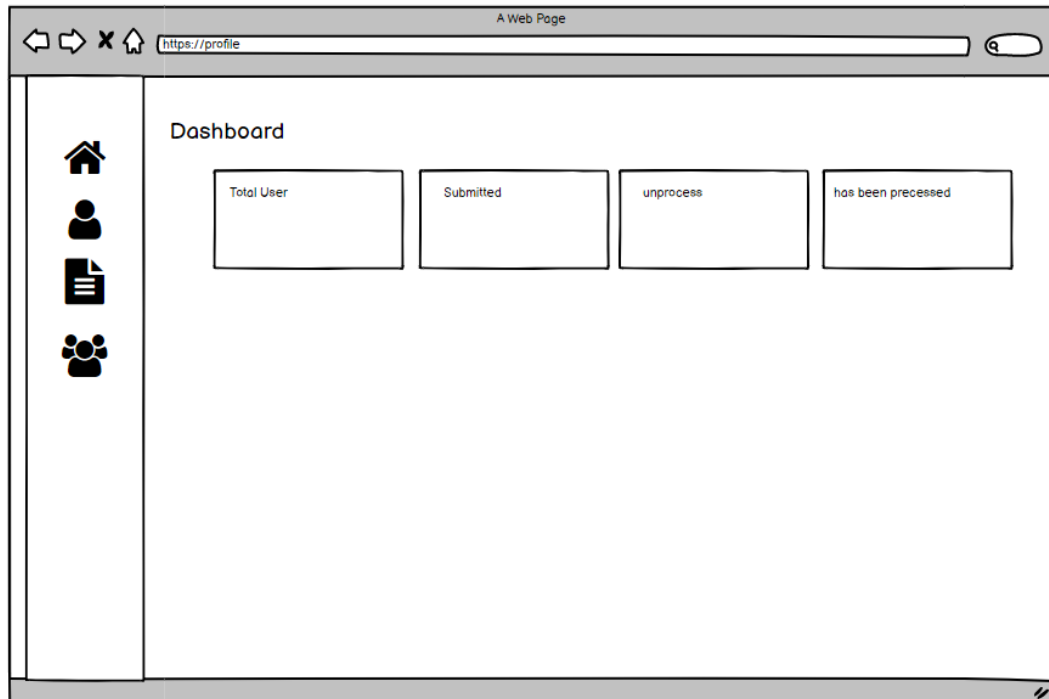 A Web Page
https://profile
Dashboard
Total User
Submitted
unprocess
has been precessed